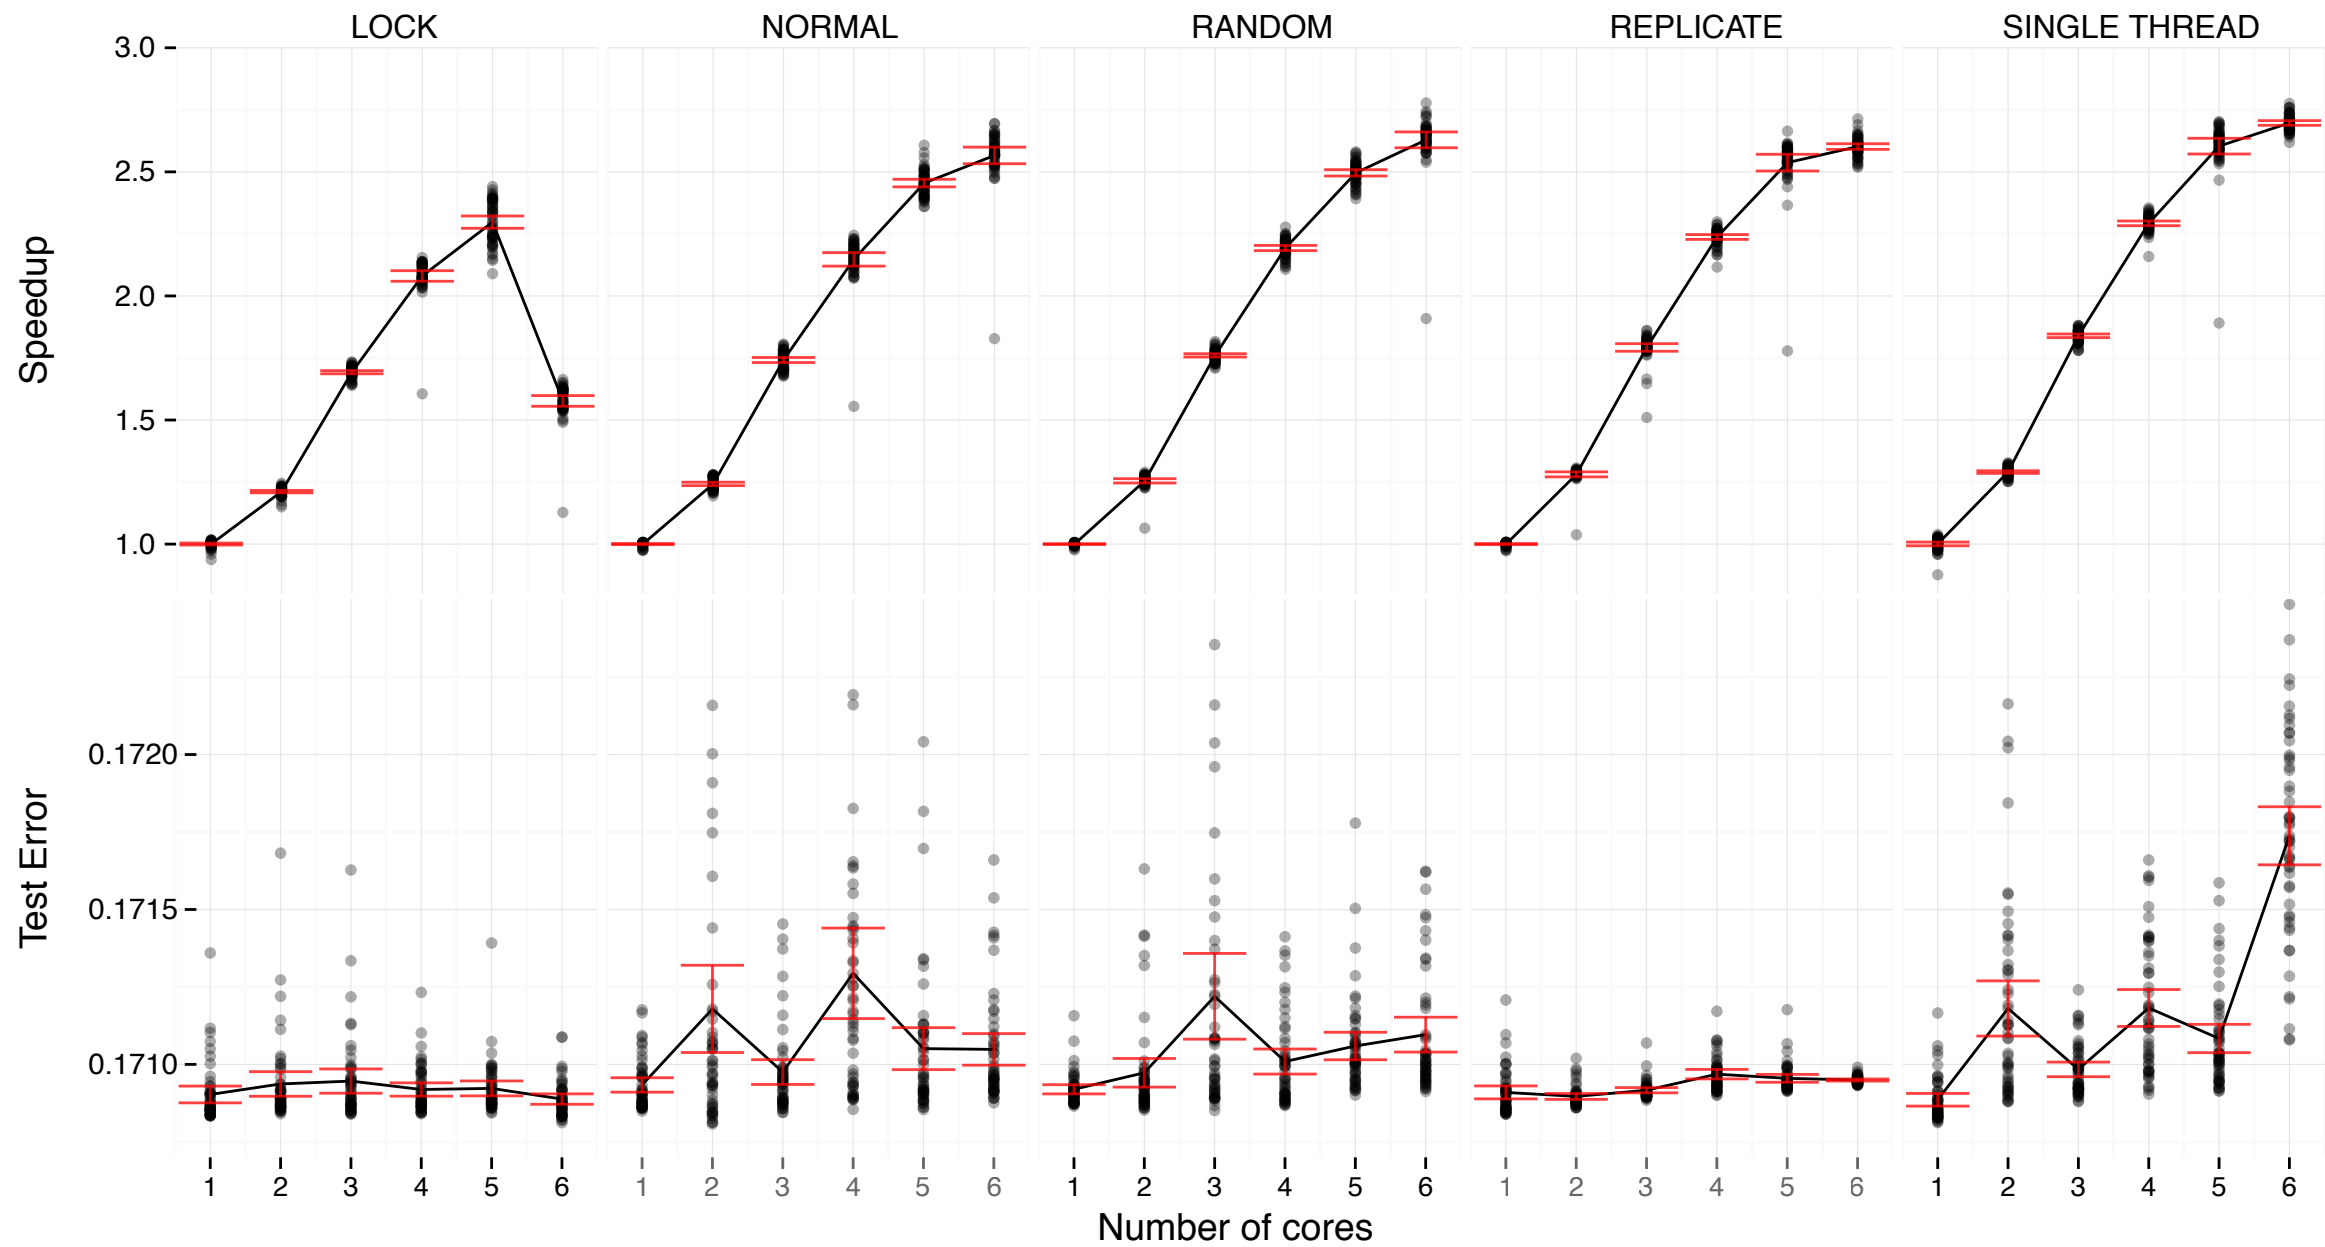 LOCK NORMAL RANDOM REPLICATE SINGLE THREAD
3.0
2.5
2.0
1.5
1.0
Speedup
0.1720
0.1715
0.1710
Test Error
1 2 3 4 5 6 1 2 3 4 5 6 1 2 3 4 5 6 1 2 3 4 5 6 1 2 3 4 5 6
Number of cores